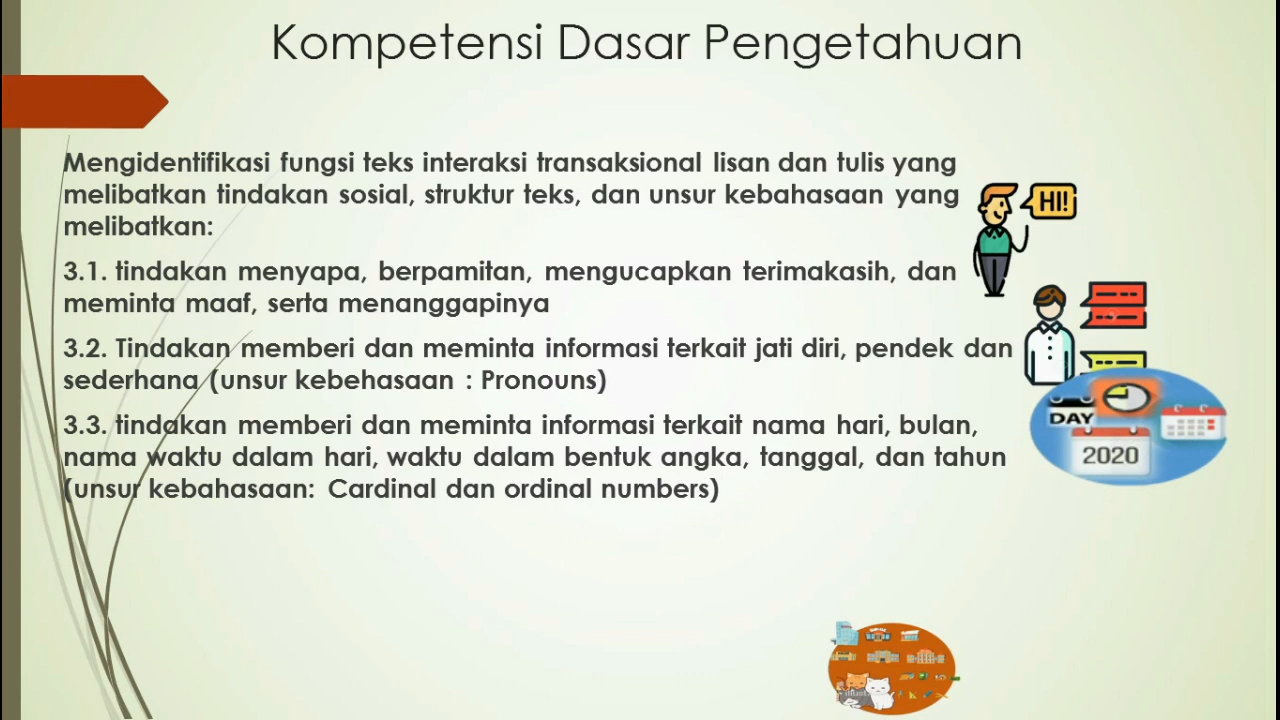 Kompetensi Dasar Pengetahuan
Mengidentifikasi fungsi teks interaksi transaksional lisan dan tulis yang
melibatkan tindakan sosial, struktur teks, dan unsur kebahasaan yang
melibatkan:
3.1. tindakan menyapa, berpamitan, mengucapkan terimakasih, dan
meminta maaf, serta menanggapinya
3.2. Tindakan memberi dan meminta informasi terkait jati diri, pendek dan
sederhana (unsur kebehasaan : Pronouns)
3.3. tindakan memberi dan meminta informasi terkait nama hari, bulan,
nama waktu dalam hari, waktu dalam bentuk angka, tanggal, dan tahun
(unsur kebahasaan: Cardinal dan ordinal numbers)
HI!
DAY
2020